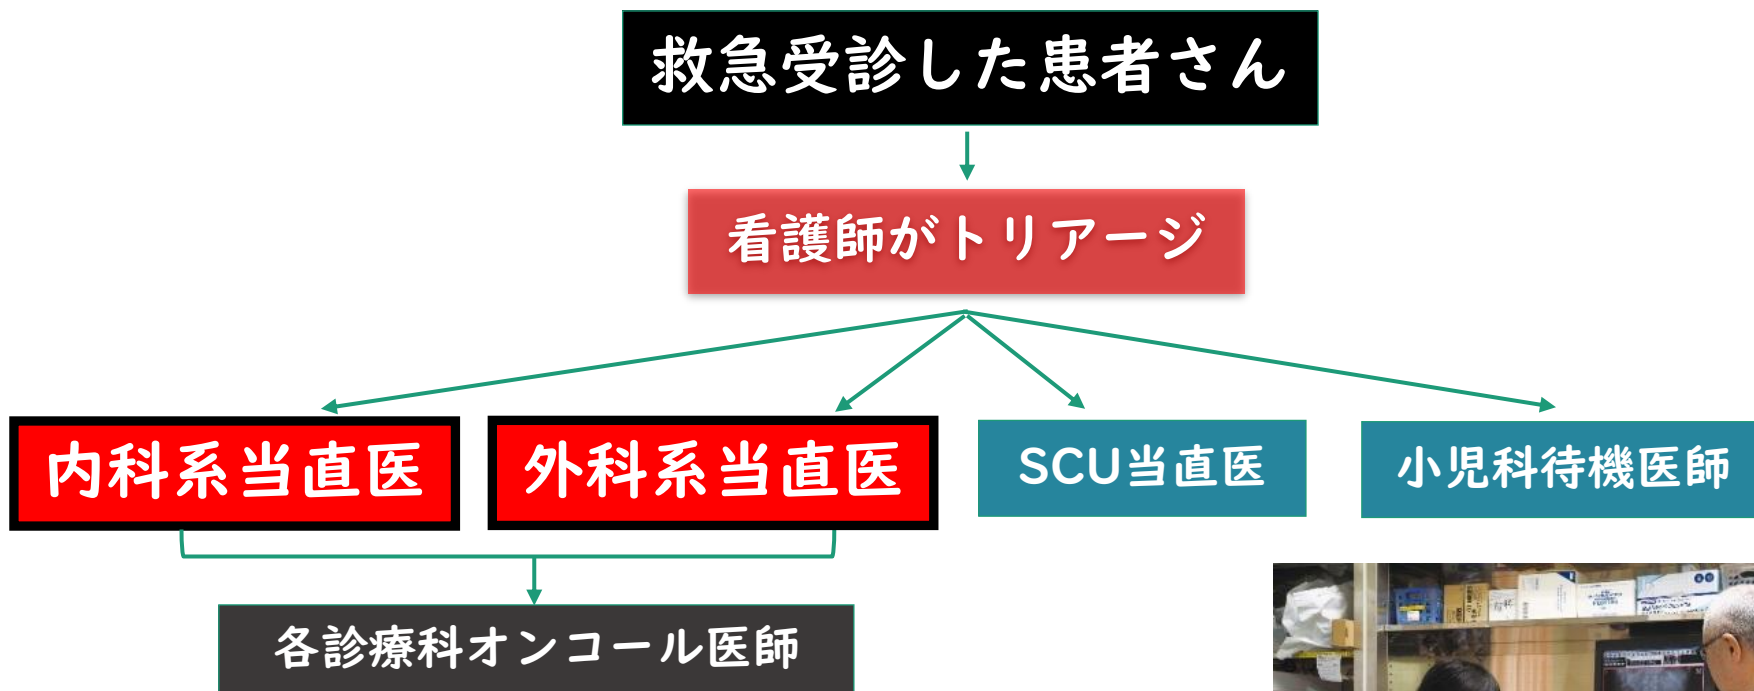 救急受診した患者さん
看護師がトリアージ
内科系当直医
外科系当直医
SCU当直医
小児科待機医師
各診療科オンコール医師